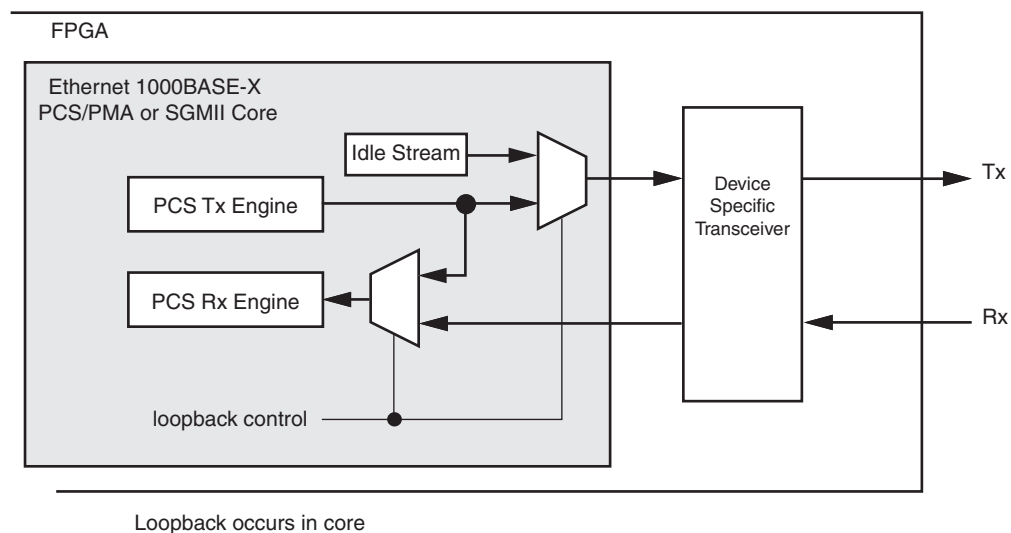 FPGA
Ethernet 1000BASE-X
PCS/PMA or SGMII Core
Idle Stream
PCS Tx Engine
PCS Rx Engine
loopback control
Device
Specific
Transceiver
Tx
Rx
Loopback occurs in core